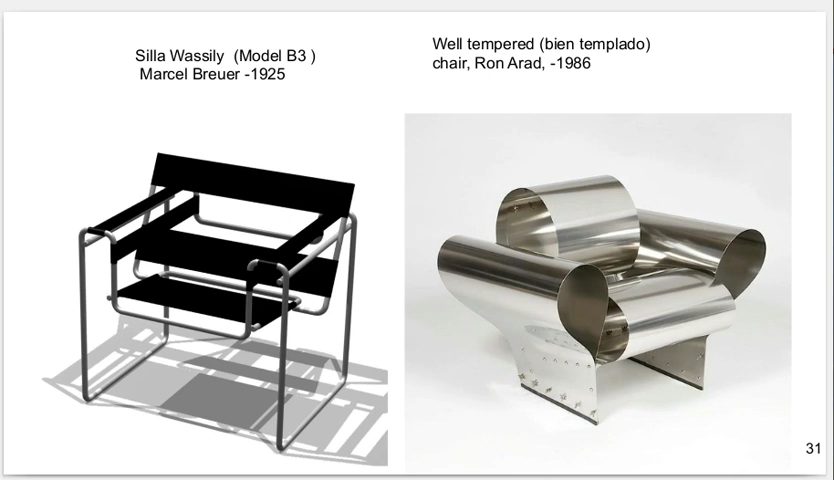 Silla Wassily  (Model B3 )
Marcel Breuer -1925
Well tempered (bien templado)
chair, Ron Arad, -1986
31